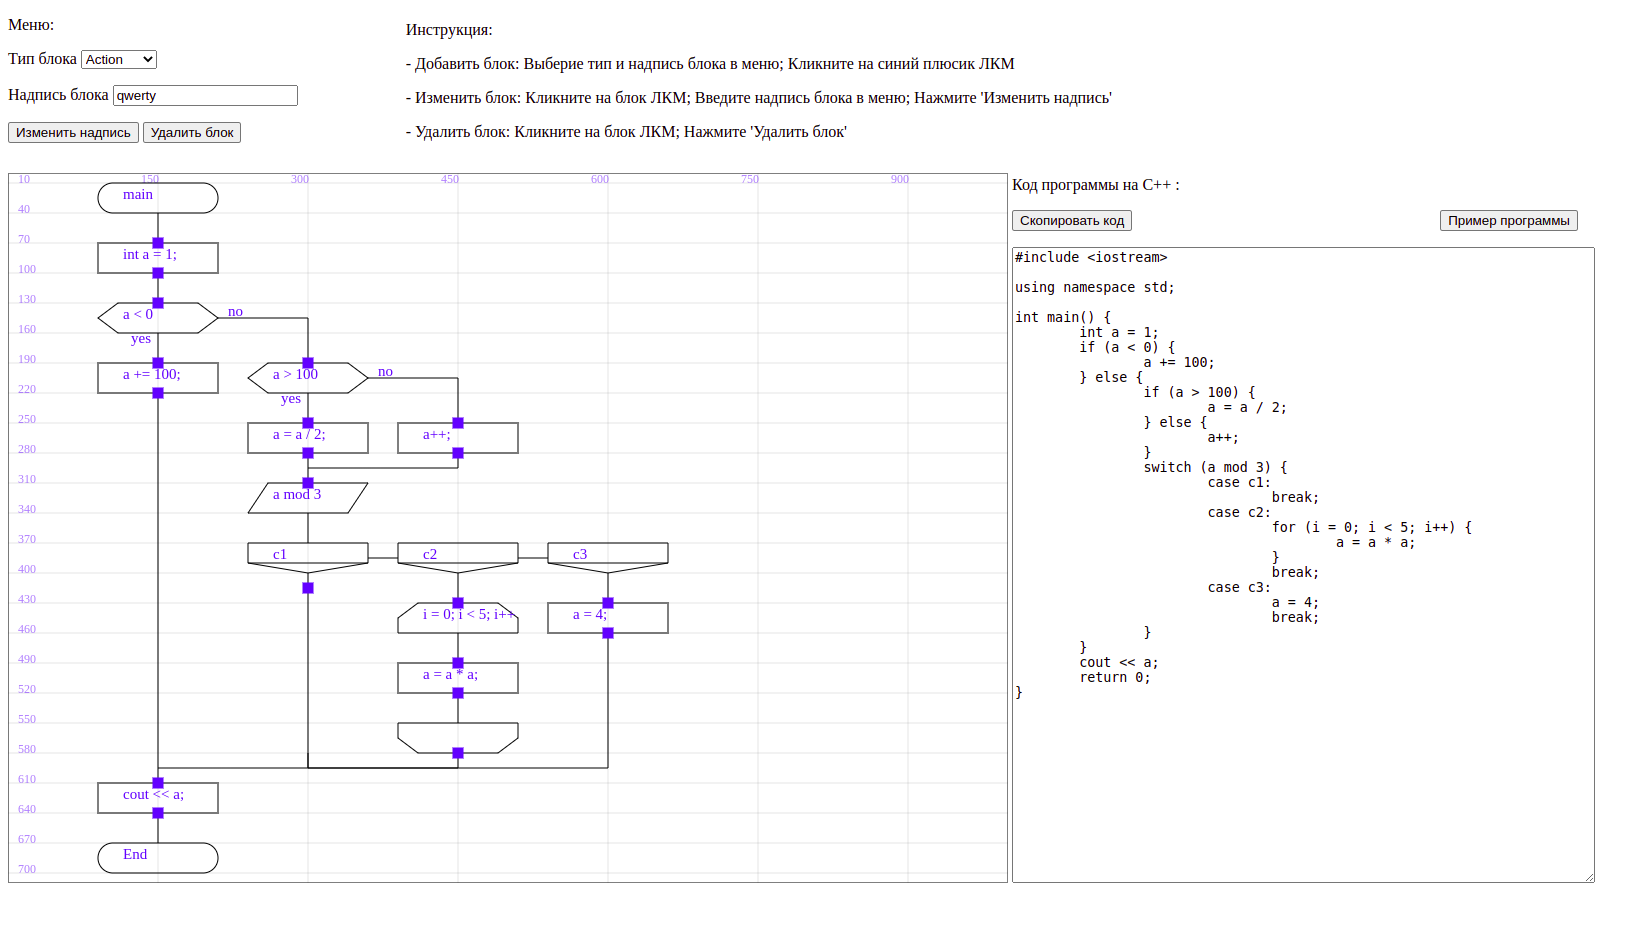 Меню:
Тип блока Action
Надпись блока qwerty
Изменить надпись Удалить блок
Инструкция:
- Добавить блок: Выберие тип и надпись блока в меню; Кликните на синий плюсик ЛКМ
- Изменить блок: Кликните на блок ЛКМ; Введите надпись блока в меню; Нажмите 'Изменить надпись'
- Удалить блок: Кликните на блок ЛКМ; Нажмите 'Удалить блок'
10 150 300 450 600 750 900
main
40
70
int a = 1;
100
130
a < 0 no
160
yes
190
a += 100; a > 100 no
220
yes
250
a = a / 2; a++;
280
310
a mod 3
340
370
c1 c2 c3
400
430
i = 0; i < 5; i++ a = 4;
460
490
a = a * a;
520
550
580
610
cout << a;
640
670
End
700
Код программы на C++ :
Скопировать код Пример программы
#include <iostream>
using namespace std;
int main() {
int a = 1;
if (a < 0) {
a += 100;
} else {
if (a > 100) {
a = a / 2;
} else {
a++;
}
switch (a mod 3) {
case c1:
break;
case c2:
for (i = 0; i < 5; i++) {
a = a * a;
}
break;
case c3:
a = 4;
break;
}
}
cout << a;
return 0;
}